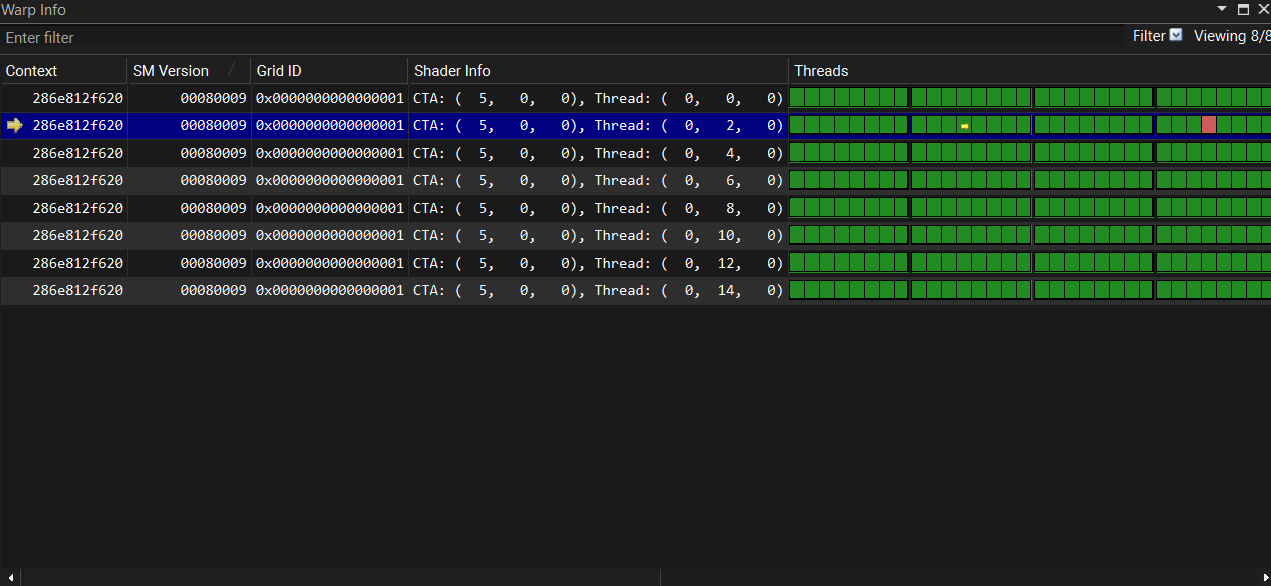 Warp Info
Enter filter Filter Viewing 8/8
Context SM Version Grid ID Shader Info Threads
286e812f620 00080009 0x0000000000000001 CTA: ( 5, 0, 0), Thread: ( 0, 0, 0)
286e812f620 00080009 0x0000000000000001 CTA: ( 5, 0, 0), Thread: ( 0, 2, 0)
286e812f620 00080009 0x0000000000000001 CTA: ( 5, 0, 0), Thread: ( 0, 4, 0)
286e812f620 00080009 0x0000000000000001 CTA: ( 5, 0, 0), Thread: ( 0, 6, 0)
286e812f620 00080009 0x0000000000000001 CTA: ( 5, 0, 0), Thread: ( 0, 8, 0)
286e812f620 00080009 0x0000000000000001 CTA: ( 5, 0, 0), Thread: ( 0, 10, 0)
286e812f620 00080009 0x0000000000000001 CTA: ( 5, 0, 0), Thread: ( 0, 12, 0)
286e812f620 00080009 0x0000000000000001 CTA: ( 5, 0, 0), Thread: ( 0, 14, 0)